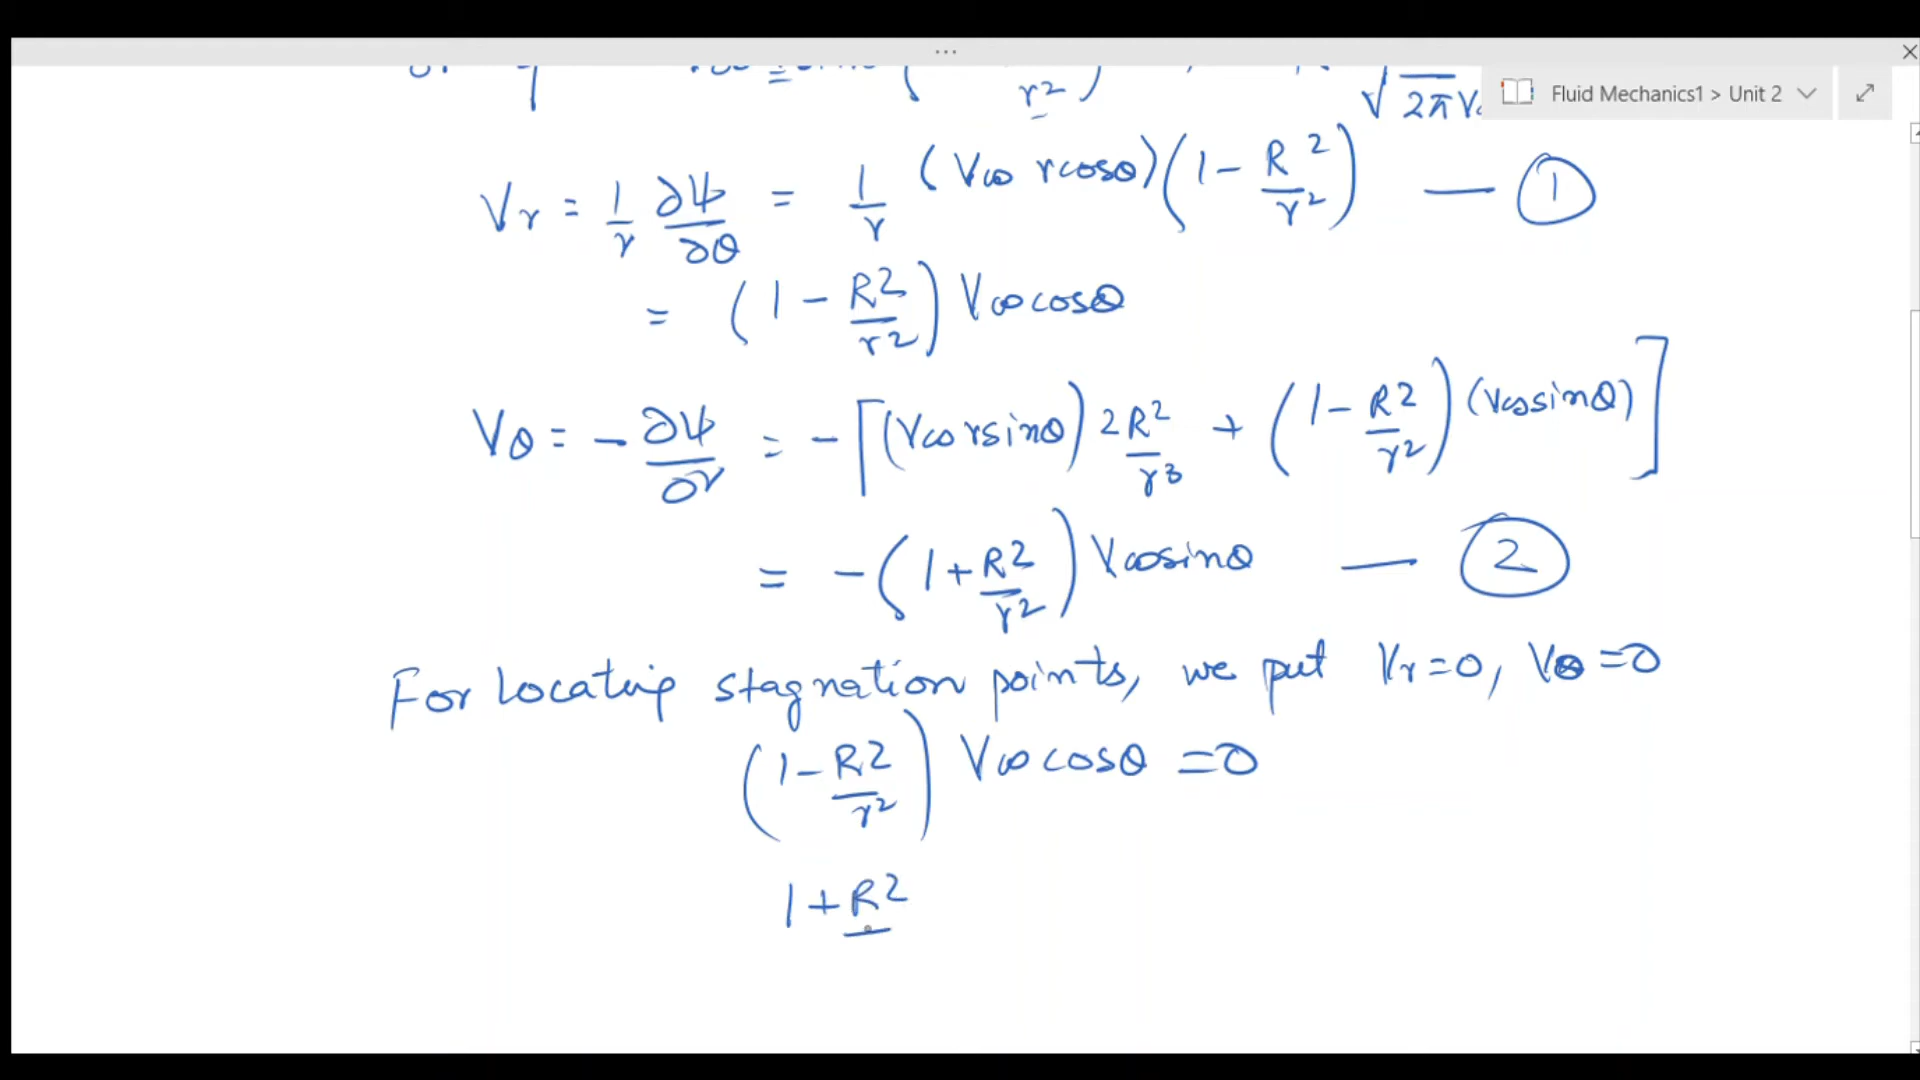 Fluid Mechanics1 > Unit 2
r²
√ 2π V
Vr = 1/r ∂ψ/∂θ = 1/r (V∞ r cosθ) (1 - R²/r²) — ①
= (1 - R²/r²) V∞ cosθ
Vθ = - ∂ψ/∂r = - [(V∞ r sinθ) 2R²/r³ + (1 - R²/r²) (V∞ sinθ)]
= - (1 + R²/r²) V∞ sinθ — ②
For Locating stagnation points, we put Vr = 0, Vθ = 0
(1 - R²/r²) V∞ cosθ = 0
1 + R²